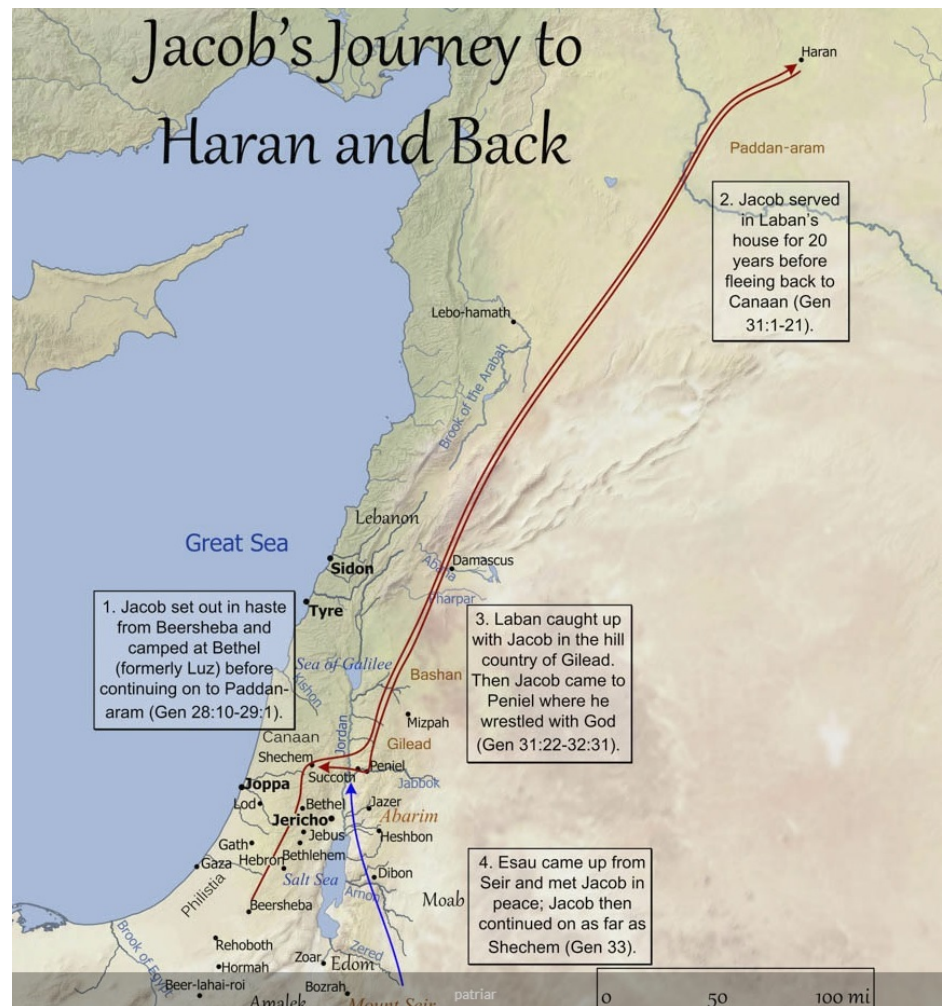 Jacob's Journey to
Haran and Back
Haran
Paddan-aram
2. Jacob served
in Laban's
house for 20
years before
fleeing back to
Canaan (Gen
31:1-21).
Lebo-hamath
Brook of the Arabah
Lebanon
Great Sea
Sidon
Damascus
Abana
Pharpar
Tyre
1. Jacob set out in haste
from Beersheba and
camped at Bethel
(formerly Luz) before
continuing on to Paddan-
aram (Gen 28:10-29:1).
3. Laban caught up
with Jacob in the hill
country of Gilead.
Then Jacob came to
Peniel where he
wrestled with God
(Gen 31:22-32:31).
Sea of Galilee
Kishon
Bashan
Mizpah
Jordan
Canaan
Gilead
Shechem
Succoth
Peniel
Jabbok
Joppa
Lod
Bethel
Jazer
Jericho
Abarim
Jebus
Heshbon
Gath
Bethlehem
Hebron
Gaza
Salt Sea
Dibon
Philistia
Arnon
Moab
Beersheba
4. Esau came up from
Seir and met Jacob in
peace; Jacob then
continued on as far as
Shechem (Gen 33).
Brook of Egypt
Rehoboth
Zered
Zoar
Edom
Hormah
Beer-lahai-roi
Bozrah
Amalek
Mount Seir
patriar
0 50 100 mi